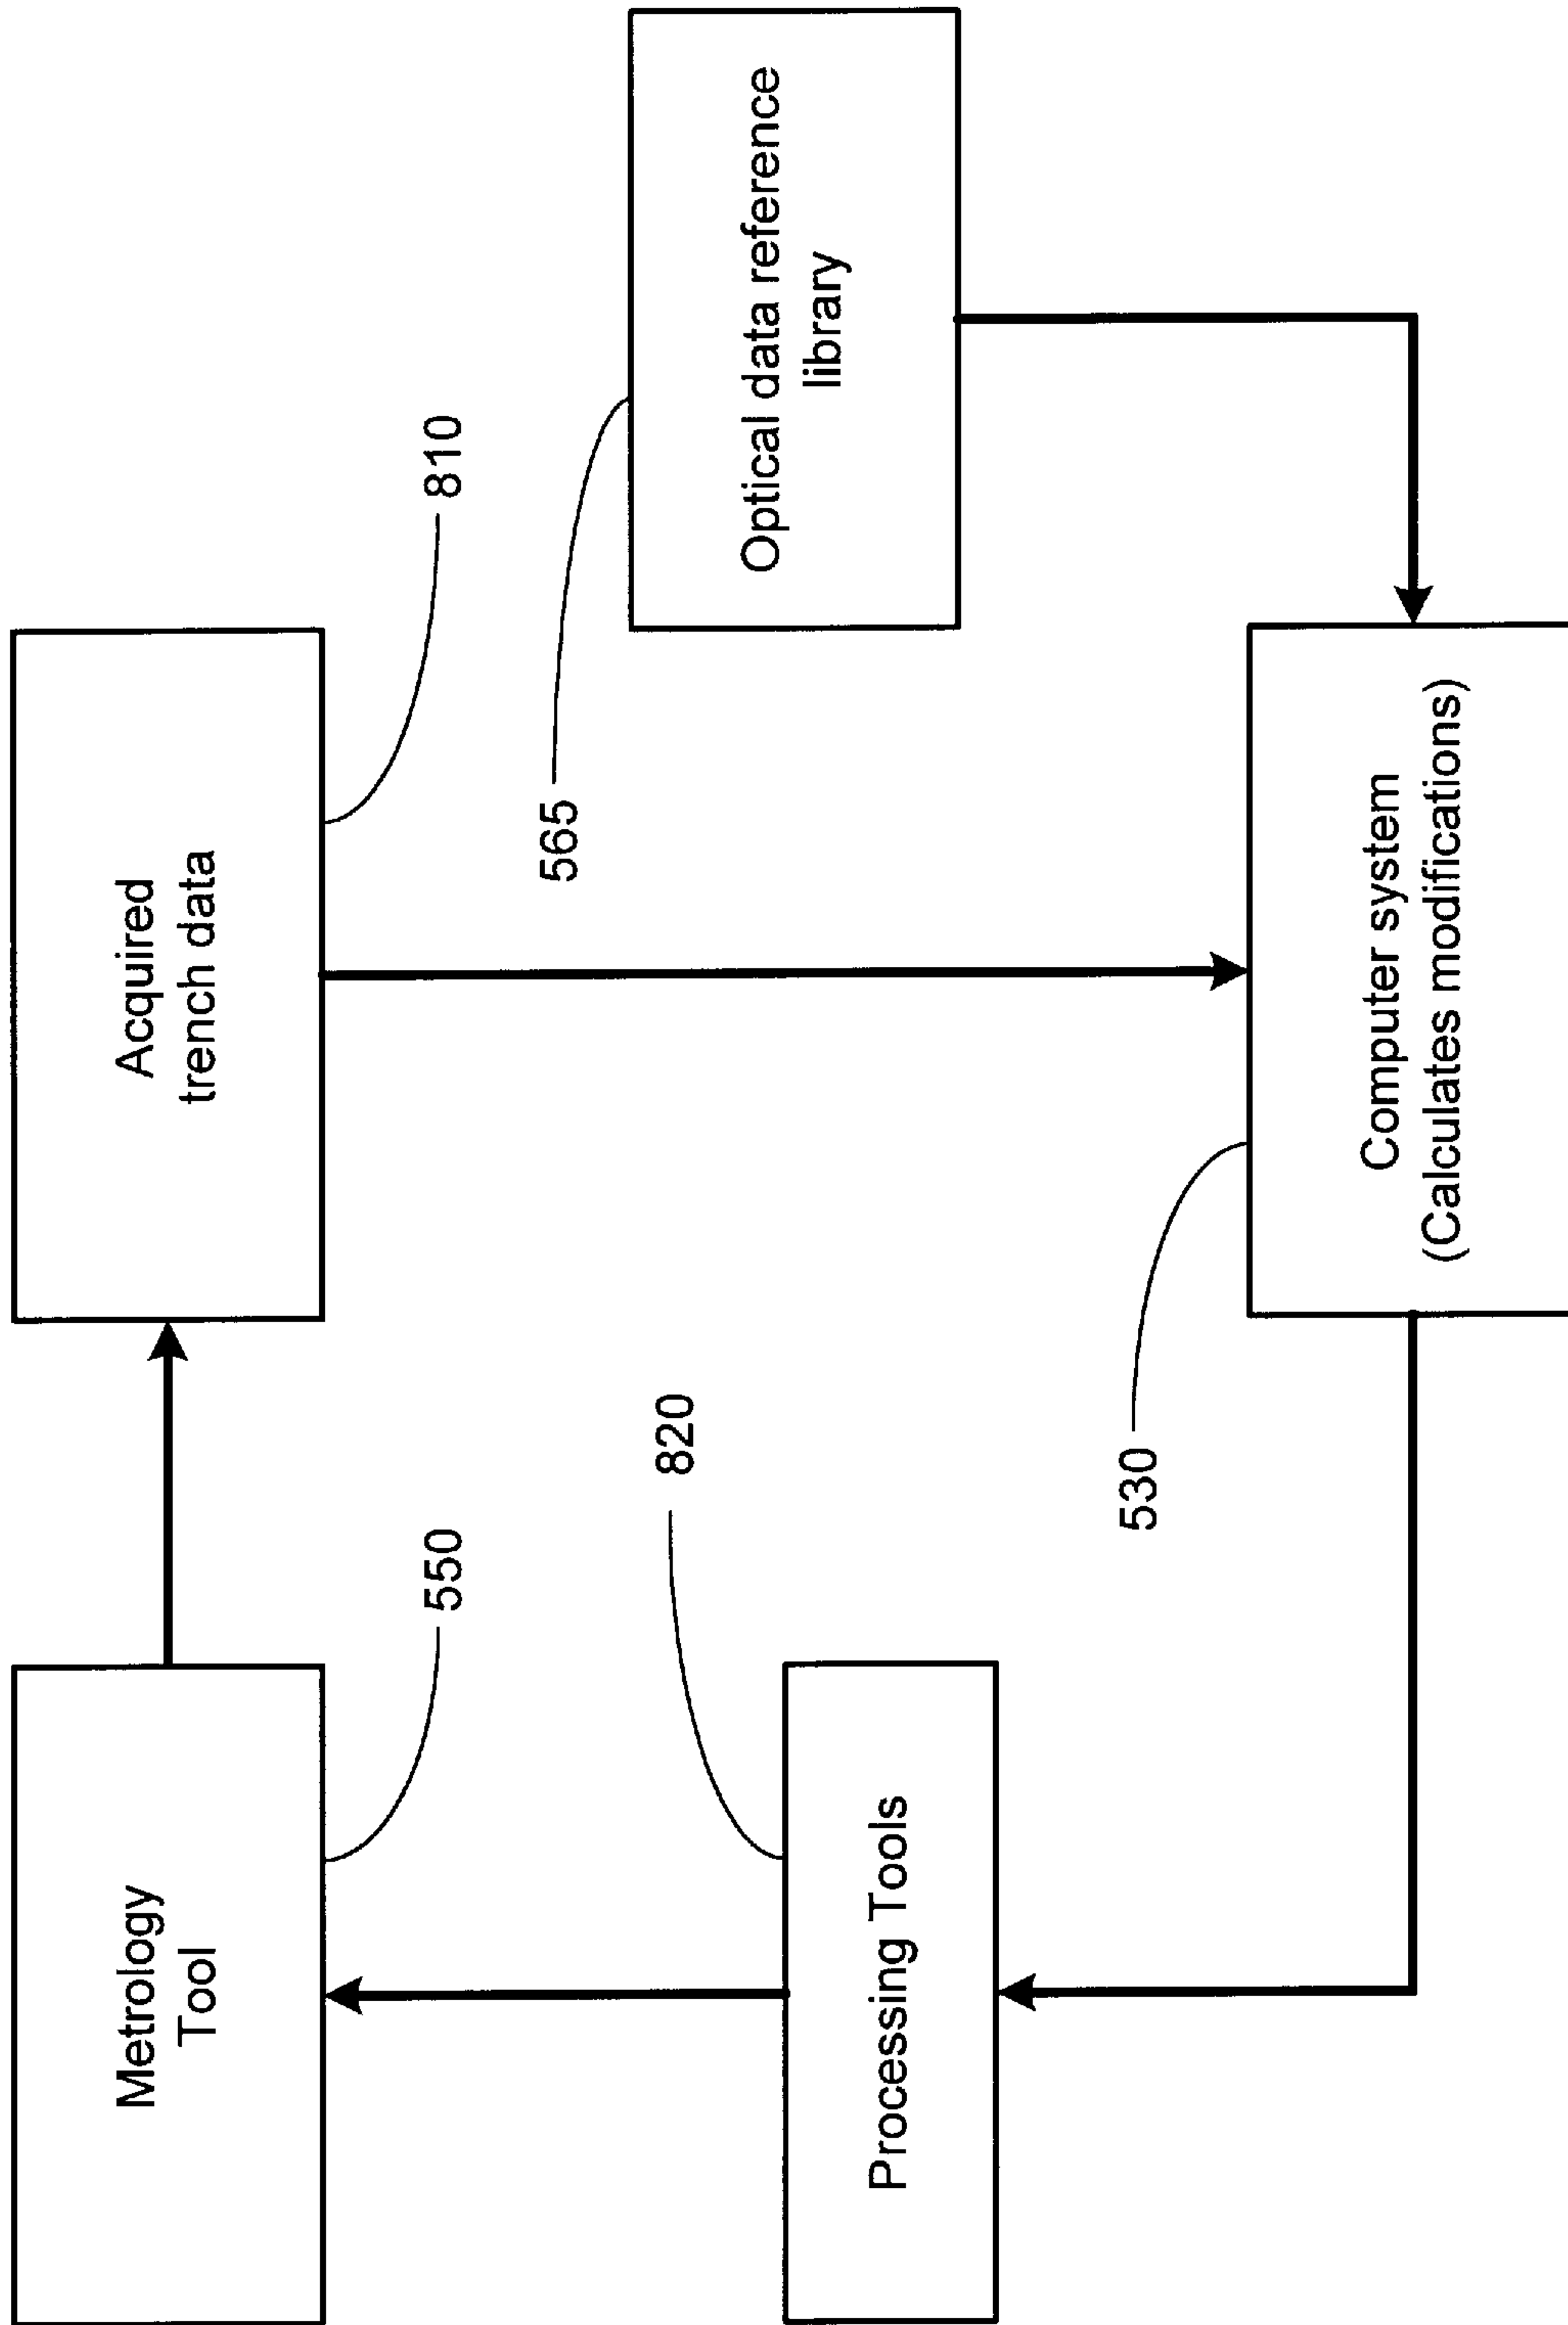 Metrology
Tool
550
Acquired
trench data
810
Processing Tools
820
565
Optical data reference
library
530
Computer system
(Calculates modifications)